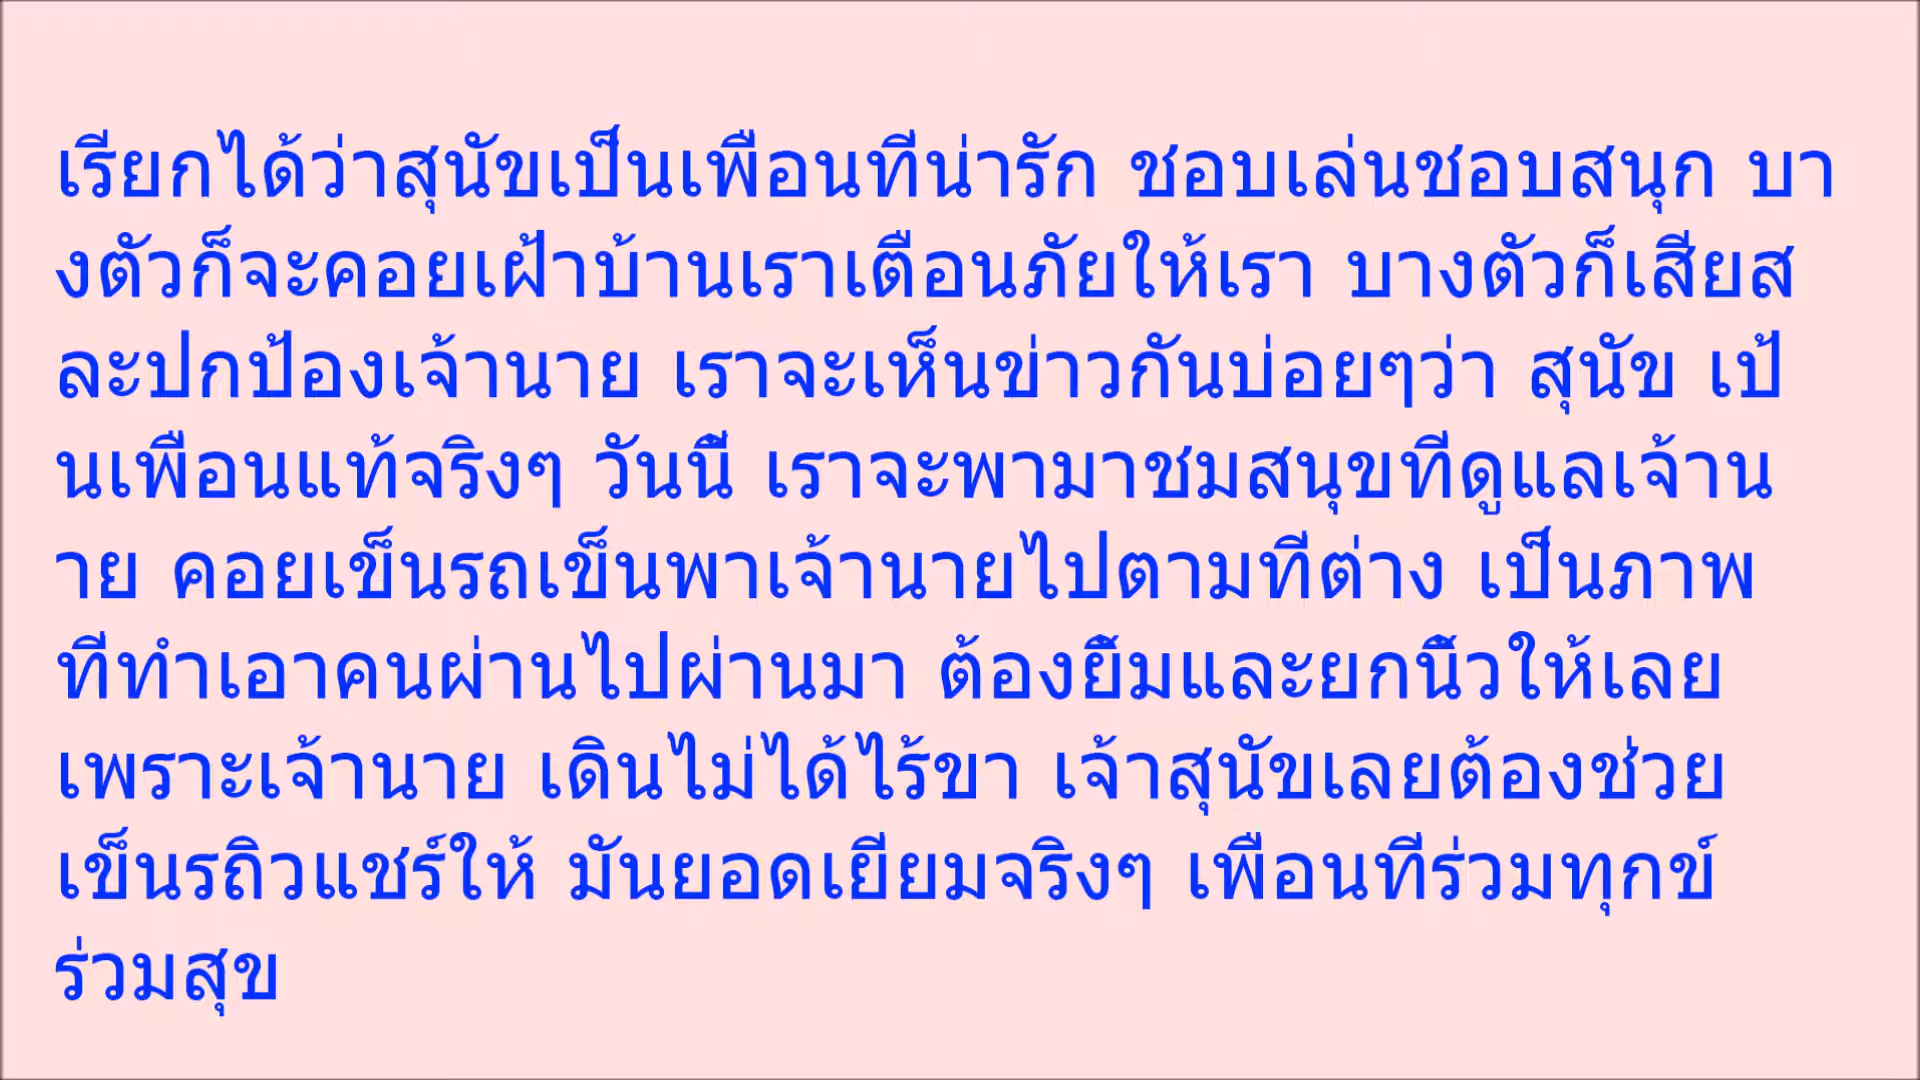 เรียกได้ว่าสุนัขเป็นเพื่อนที่น่ารัก ชอบเล่นชอบสนุก บา
งตัวก็จะคอยเฝ้าบ้านเราเตือนภัยให้เรา บางตัวก็เสียส
ละปกป้องเจ้านาย เราจะเห็นข่าวกันบ่อยๆว่า สุนัข เป็
นเพื่อนแท้จริงๆ วันนี้ เราจะพามาชมสนุขที่ดูแลเจ้าน
าย คอยเข็นรถเข็นพาเจ้านายไปตามที่ต่าง เป็นภาพ
ที่ทำเอาคนผ่านไปผ่านมา ต้องยิ้มและยกนิ้วให้เลย
เพราะเจ้านาย เดินไม่ได้ไร้ขา เจ้าสุนัขเลยต้องช่วย
เข็นรถิวแชร์ให้ มันยอดเยี่ยมจริงๆ เพื่อนที่ร่วมทุกข์
ร่วมสุข